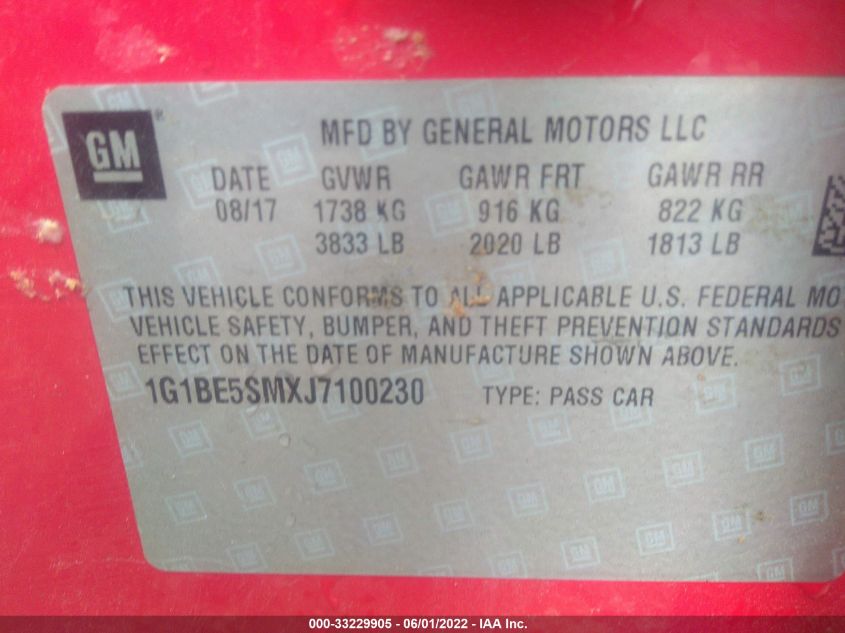 GM ®
MFD BY GENERAL MOTORS LLC
DATE GVWR GAWR FRT GAWR RR
08/17 1738 KG 916 KG 822 KG
3833 LB 2020 LB 1813 LB
THIS VEHICLE CONFORMS TO ALL APPLICABLE U.S. FEDERAL MO
VEHICLE SAFETY, BUMPER, AND THEFT PREVENTION STANDARDS
EFFECT ON THE DATE OF MANUFACTURE SHOWN ABOVE.
1G1BE5SMXJ7100230 TYPE: PASS CAR
000-33229905 - 06/01/2022 - IAA Inc.